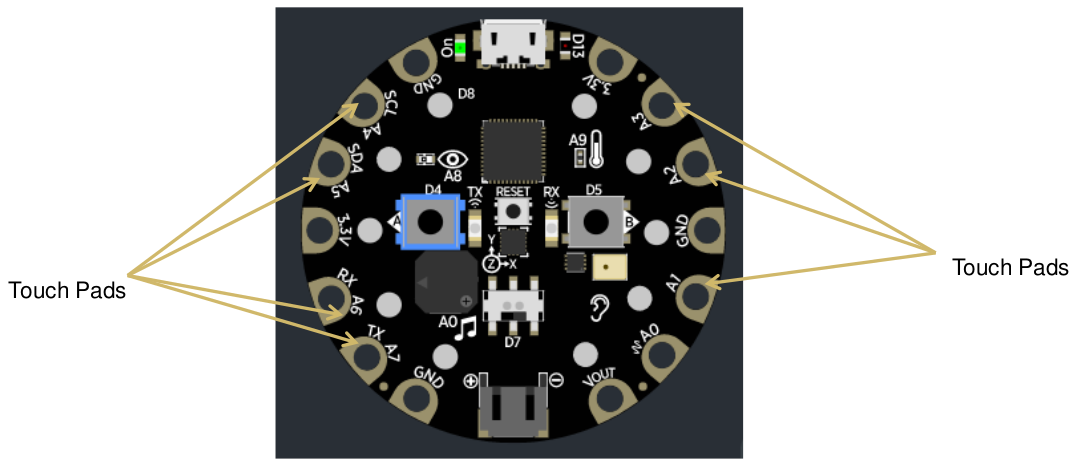 On
D13
GND
3.3V
SCL
A4
D8
A3
A9
SDA
A5
A8
A2
D4
TX
RESET
RX
D5
A
B
3.3V
GND
Y
Z
X
Touch Pads
Touch Pads
RX
A6
A1
A0
D7
TX
A7
A0
GND
VOUT